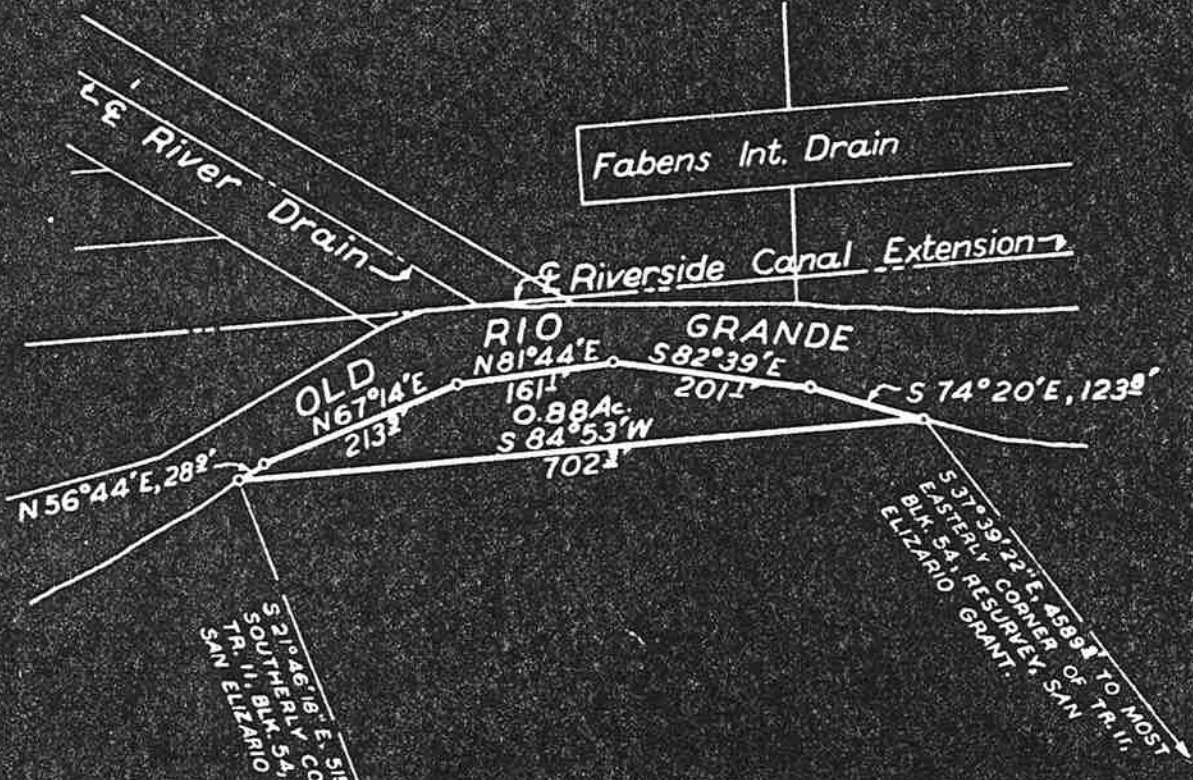 ℄ River Drain
Fabens Int. Drain
℄ Riverside Canal Extension
OLD RIO GRANDE
N 56°44'E, 28
N67°14'E
213
N81°44'E
161
S82°39'E
201
S 74°20'E, 123
0.88 Ac.
S 84°53'W
702
S 21°46'18"E,
SOUTHERLY
TR. 11, BLK. 54,
SAN ELIZARIO
S 37°39'22"E, 4589 TO MOST
EASTERLY CORNER OF TR. 11,
BLK. 54, RESURVEY, SAN
ELIZARIO GRANT.